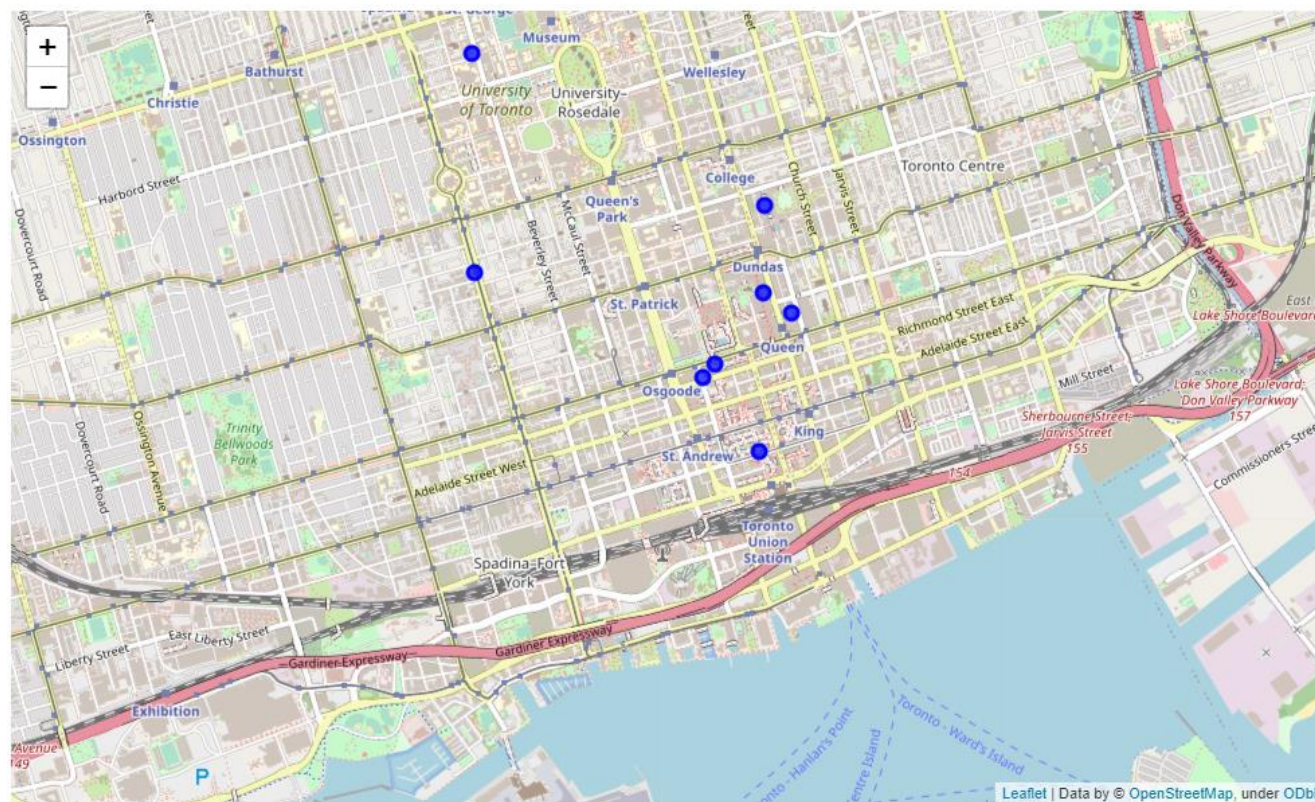 +
−
Museum
Bathurst
Christie
Ossington
Wellesley
University
of Toronto
University–
Rosedale
Harbord Street
College
Church Street
Jarvis Street
Toronto Centre
Queen's
Park
Dovercourt Road
Beverley Street
McCaul Street
Don Valley Parkway
Dundas
St. Patrick
Richmond Street East
East
Lake Shore Boulevard
Queen
Adelaide Street East
Osgoode
Mill Street
Lake Shore Boulevard;
Don Valley Parkway
157
Ossington Avenue
Trinity
Bellwoods
Park
Dovercourt Road
Sherbourne Street;
Jarvis Street
155
King
St. Andrew
154
Commissioners Street
Adelaide Street West
Toronto
Union
Station
Spadina–Fort
York
East Liberty Street
Liberty Street
Gardiner Expressway
Gardiner Expressway
Exhibition
Avenue
149
P
Toronto - Hanlan's Point
Centre Island
Toronto - Ward's Island
Leaflet | Data by © OpenStreetMap, under ODbL